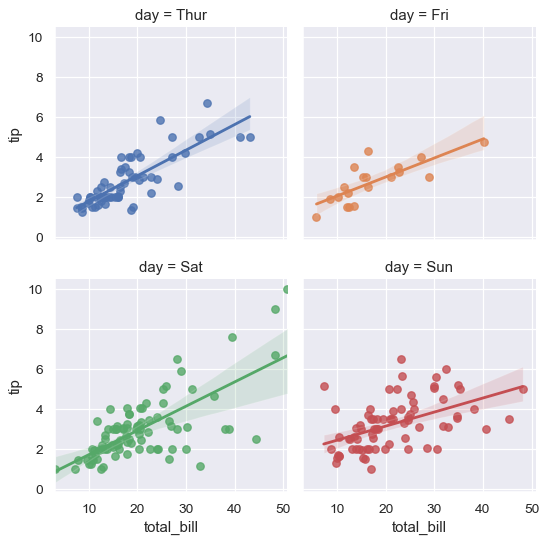 day = Thur
day = Fri
10
8
6
4
2
0
tip
day = Sat
day = Sun
10
8
6
4
2
0
tip
10 20 30 40 50
10 20 30 40 50
total_bill
total_bill